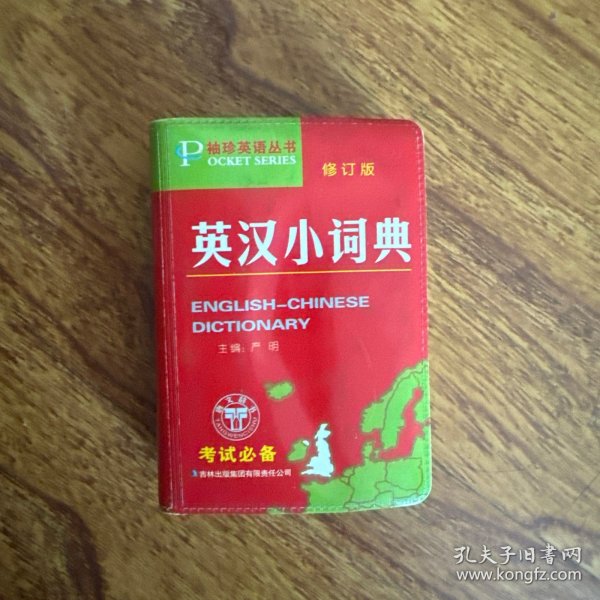 袖珍英语丛书
POCKET SERIES
修订版
英汉小词典
ENGLISH-CHINESE
DICTIONARY
主编:严 明
考试必备
吉林出版集团有限责任公司
孔夫子旧书网
www.kongfz.com